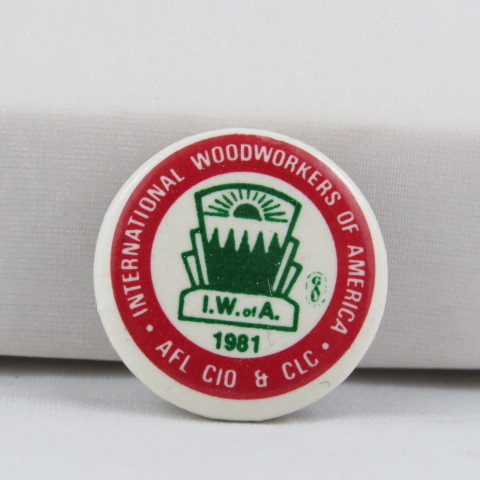 · INTERNATIONAL WOODWORKERS OF AMERICA ·
AFL CIO & CLC
I.W.of A.
1981